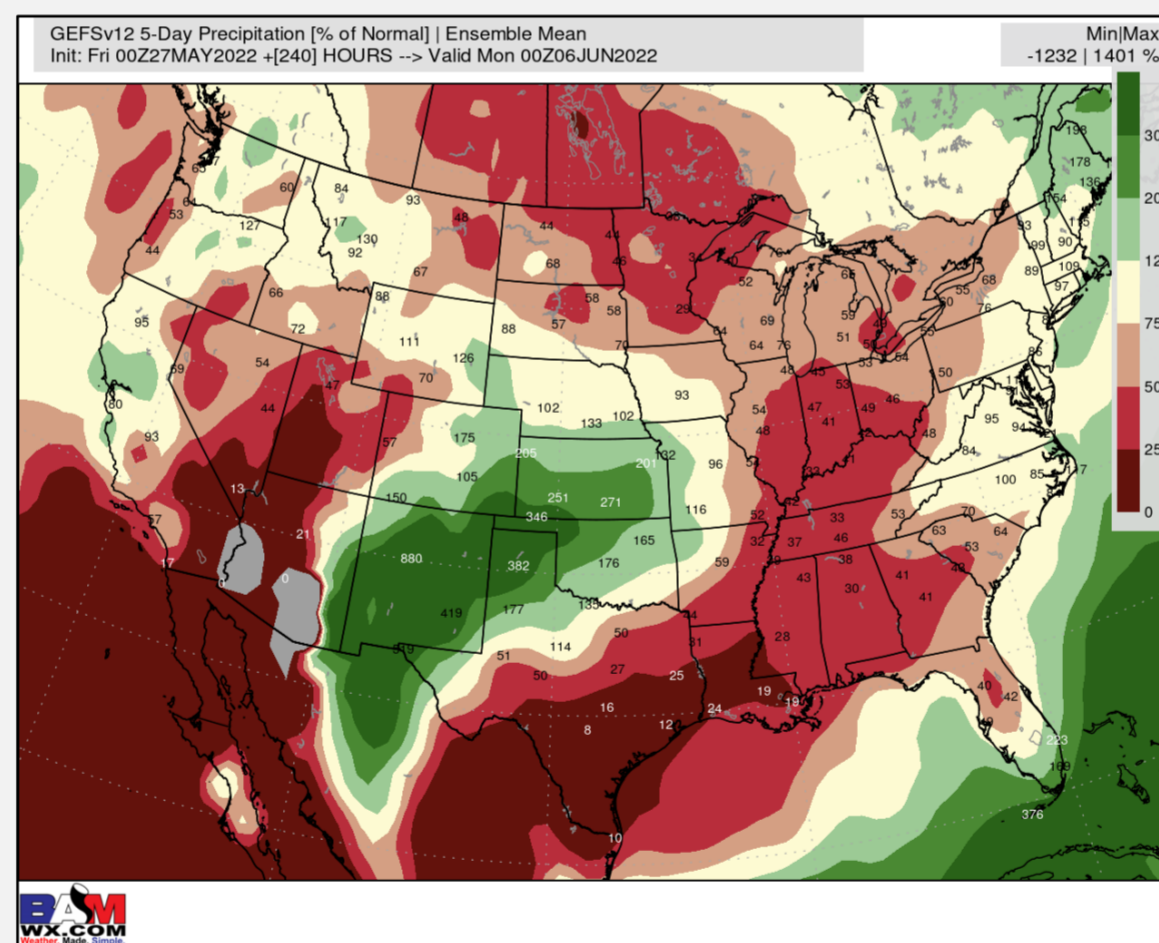 GEFSv12 5-Day Precipitation [% of Normal] | Ensemble Mean
Min|Max
Init: Fri 00Z27MAY2022 +[240] HOURS --> Valid Mon 00Z06JUN2022
-1232 | 1401 %
198
178
136
60 84 93
154
53 117 48 44
127 130
44 92 68
93
99 90
67 52
89 109
66 88 58
68
55
97
95 72 111 88 57 58 29 69 59
76
54 126 64 76 51
70
47
50
80 44 102 133 102 93 54 47 53 49 46
93 57 175 48 41 48 95 94
205
105 201 132 96 84
13 150 251 271 116 100 85
346 52 33 53 70
21 880 165 32 37 46 63 64
17 382 176 59 38 53
0 0 43 30 41
419 177 135 41
114 50 31 28
51
50 27 25 19 40 42
16 24 19
8 12 223
169
376
10
30
20
12
75
50
25
0
BAM
WX.COM
Weather. Made. Simple.